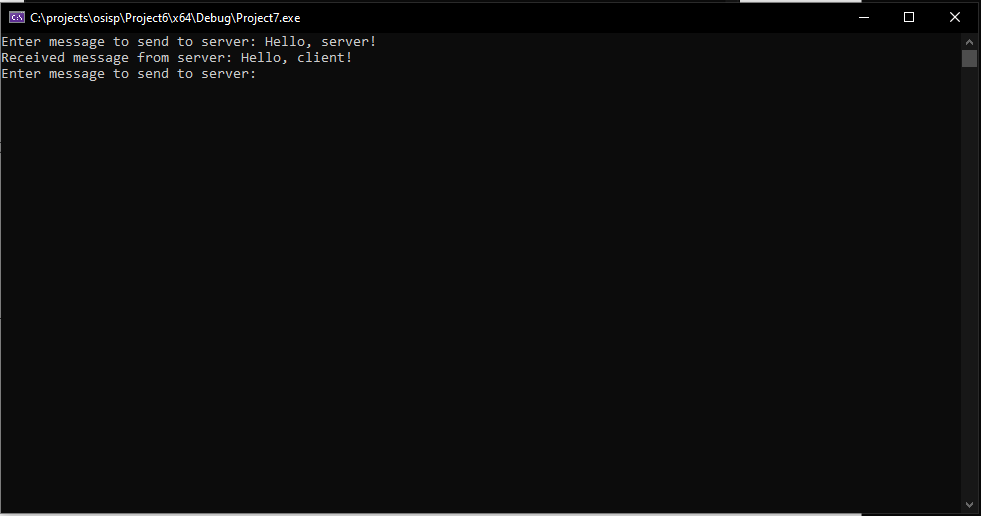 C:\projects\osisp\Project6\x64\Debug\Project7.exe
Enter message to send to server: Hello, server!
Received message from server: Hello, client!
Enter message to send to server: